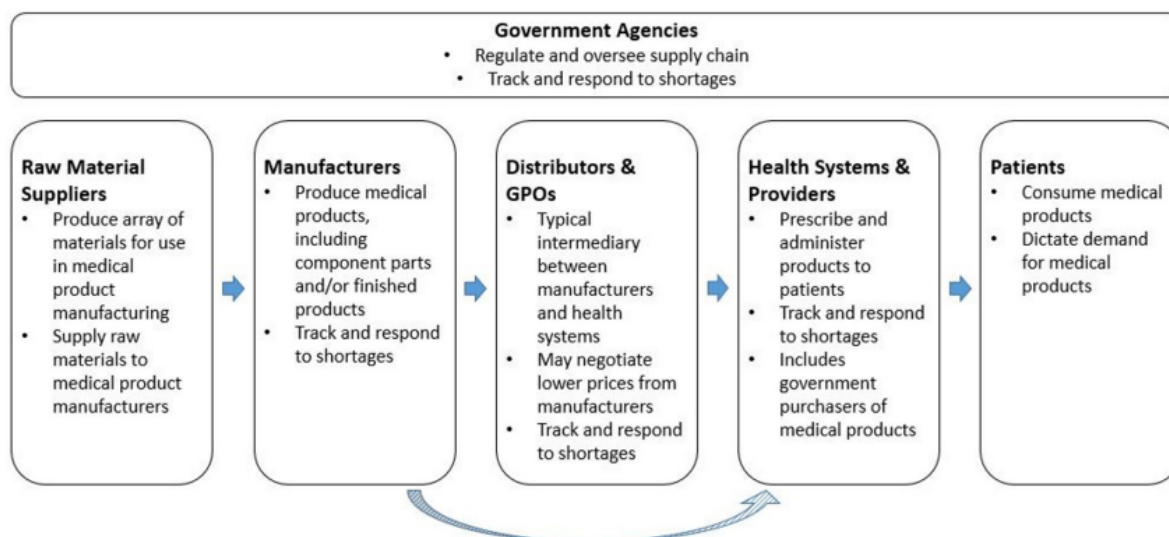 Government Agencies
• Regulate and oversee supply chain
• Track and respond to shortages
Raw Material
Suppliers
• Produce array of
materials for use
in medical
product
manufacturing
• Supply raw
materials to
medical product
manufacturers
Manufacturers
• Produce medical
products,
including
component parts
and/or finished
products
• Track and respond
to shortages
Distributors &
GPOs
• Typical
intermediary
between
manufacturers
and health
systems
• May negotiate
lower prices from
manufacturers
• Track and respond
to shortages
Health Systems &
Providers
• Prescribe and
administer
products to
patients
• Track and respond
to shortages
• Includes
government
purchasers of
medical products
Patients
• Consume medical
products
• Dictate demand
for medical
products